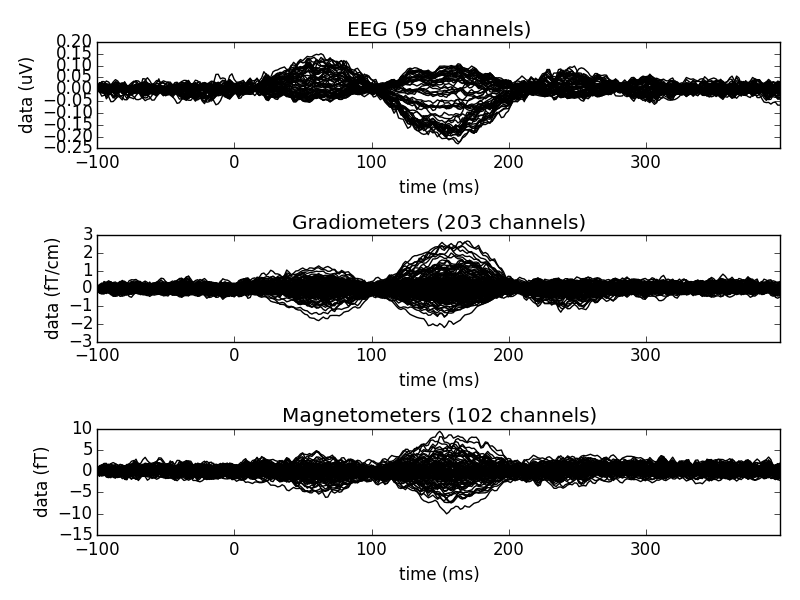 EEG (59 channels)
0.20
0.15
0.10
0.05
0.00
−0.05
−0.10
−0.15
−0.20
−0.25
data (uV)
−100 0 100 200 300
time (ms)
Gradiometers (203 channels)
3
2
1
0
−1
−2
−3
data (fT/cm)
−100 0 100 200 300
time (ms)
Magnetometers (102 channels)
10
5
0
−5
−10
−15
data (fT)
−100 0 100 200 300
time (ms)